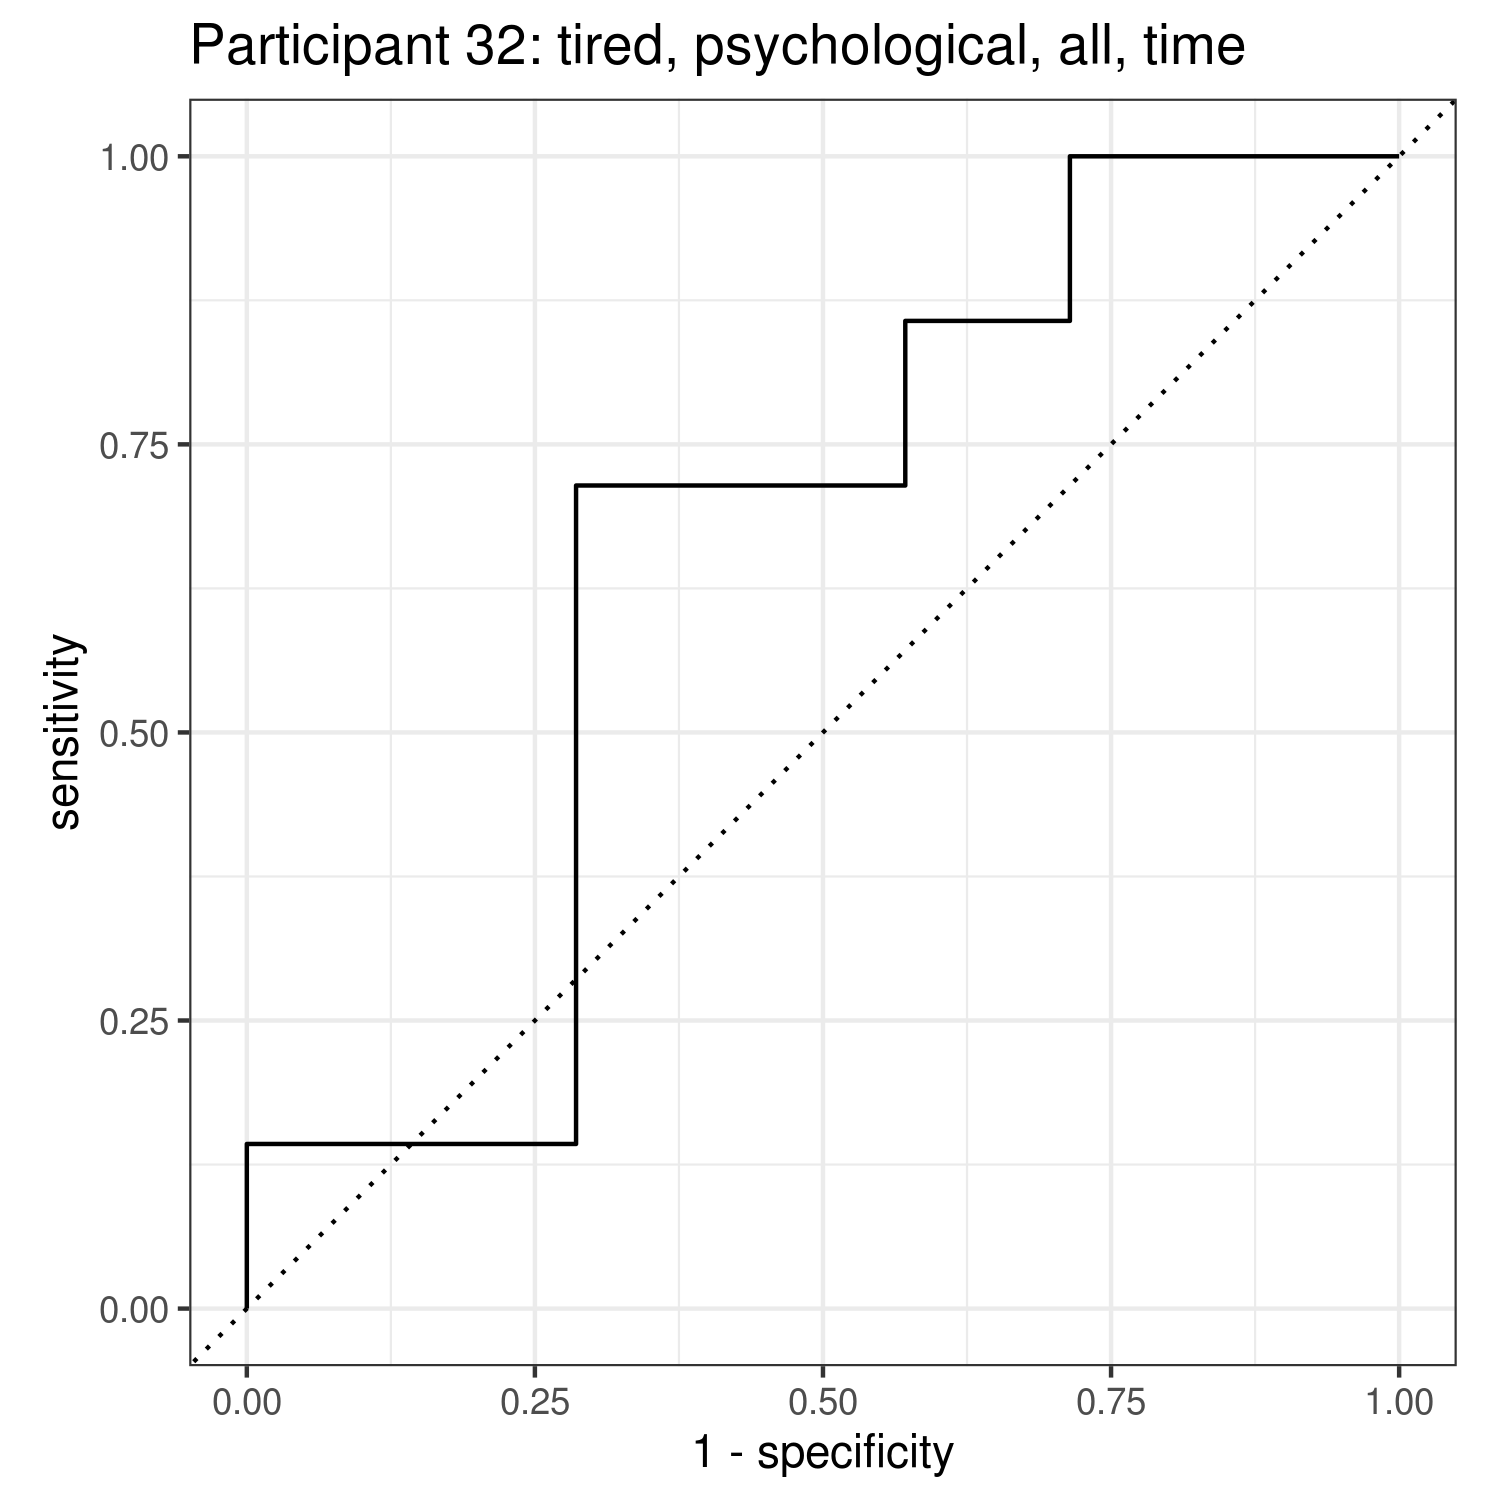 Participant 32: tired, psychological, all, time
1.00
0.75
0.50
0.25
0.00
sensitivity
0.00 0.25 0.50 0.75 1.00
1 - specificity